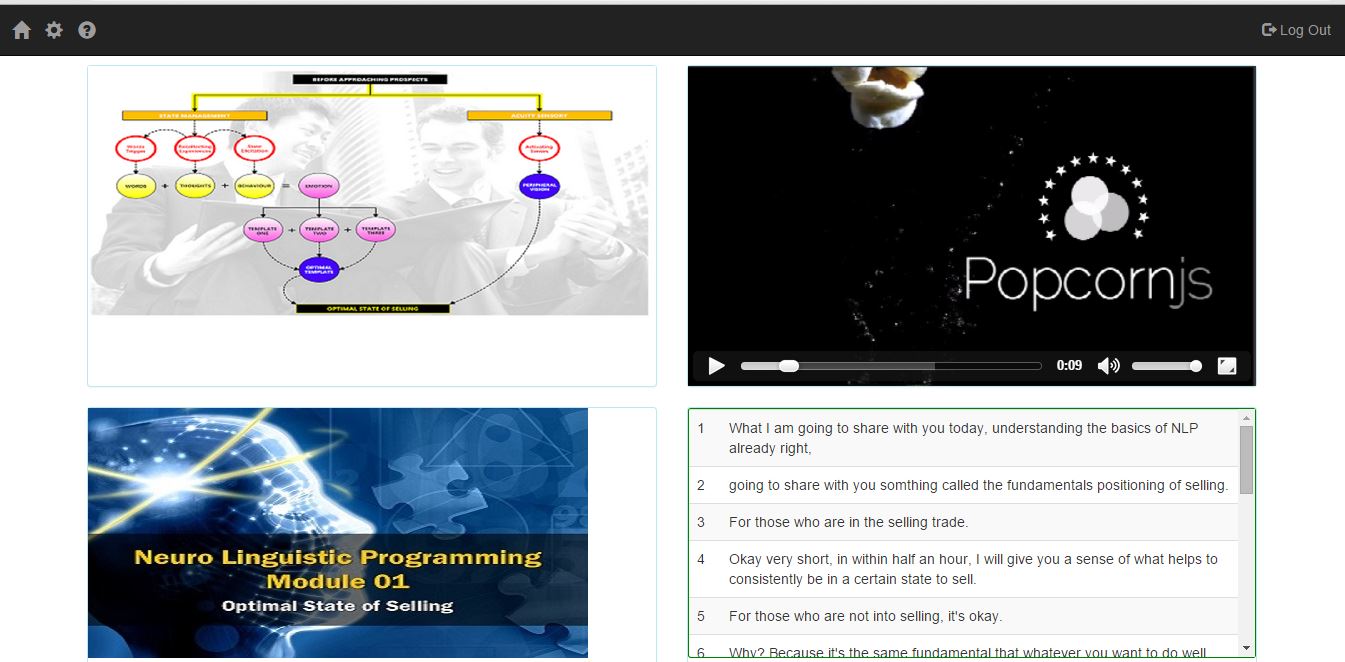 Log Out
BEFORE APPROACHING PROSPECTS
STATE MANAGEMENT
ACUITY SENSORY
Words
Trigger
Recollecting
Experiences
State
Elicitation
Activating
Senses
WORDS
+
THOUGHTS
+
BEHAVIOUR
=
EMOTION
PERIPHERAL
VISION
TEMPLATE
ONE
+
TEMPLATE
TWO
+
TEMPLATE
THREE
OPTIMAL
TEMPLATE
OPTIMAL STATE OF SELLING
Popcornjs
0:09
Neuro Linguistic Programming
Module 01
Optimal State of Selling
1 What I am going to share with you today, understanding the basics of NLP
already right,
2 going to share with you somthing called the fundamentals positioning of selling.
3 For those who are in the selling trade.
4 Okay very short, in within half an hour, I will give you a sense of what helps to
consistently be in a certain state to sell.
5 For those who are not into selling, it's okay.
6 Why? Because it's the same fundamental that whatever you want to do well